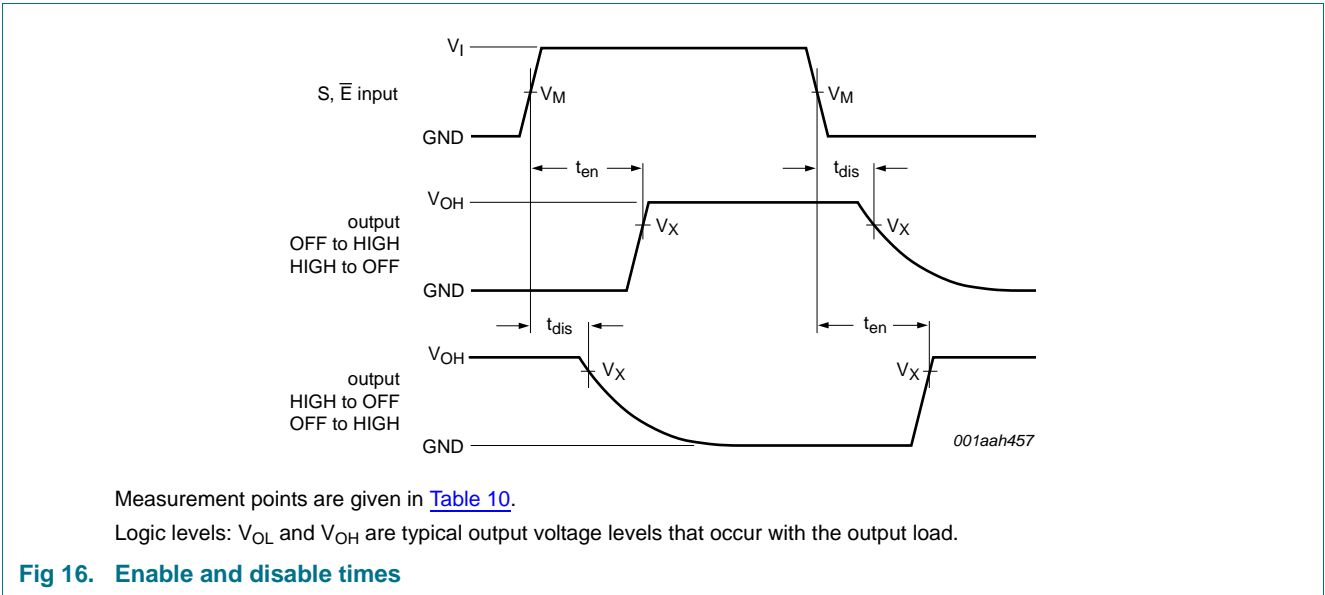 V_I
S, E̅ input
V_M
V_M
GND
t_en
t_dis
V_OH
output
OFF to HIGH
HIGH to OFF
V_X
V_X
GND
t_dis
t_en
V_OH
output
HIGH to OFF
OFF to HIGH
V_X
V_X
GND
001aah457
Measurement points are given in Table 10.
Logic levels: V_OL and V_OH are typical output voltage levels that occur with the output load.
Fig 16. Enable and disable times